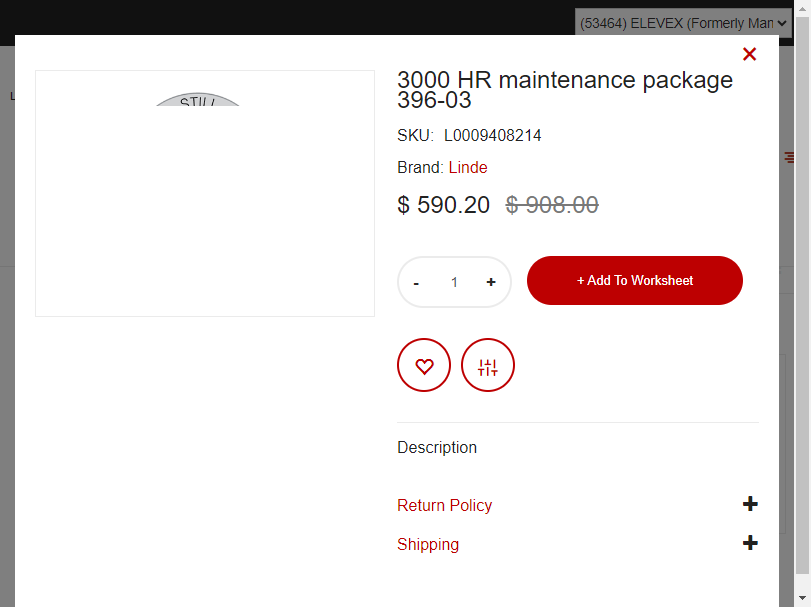 (53464) ELEVEX (Formerly Man
L
STILL
3000 HR maintenance package
396-03
SKU: L0009408214
Brand: Linde
$ 590.20 $ 908.00
- 1 +
+ Add To Worksheet
Description
Return Policy
Shipping